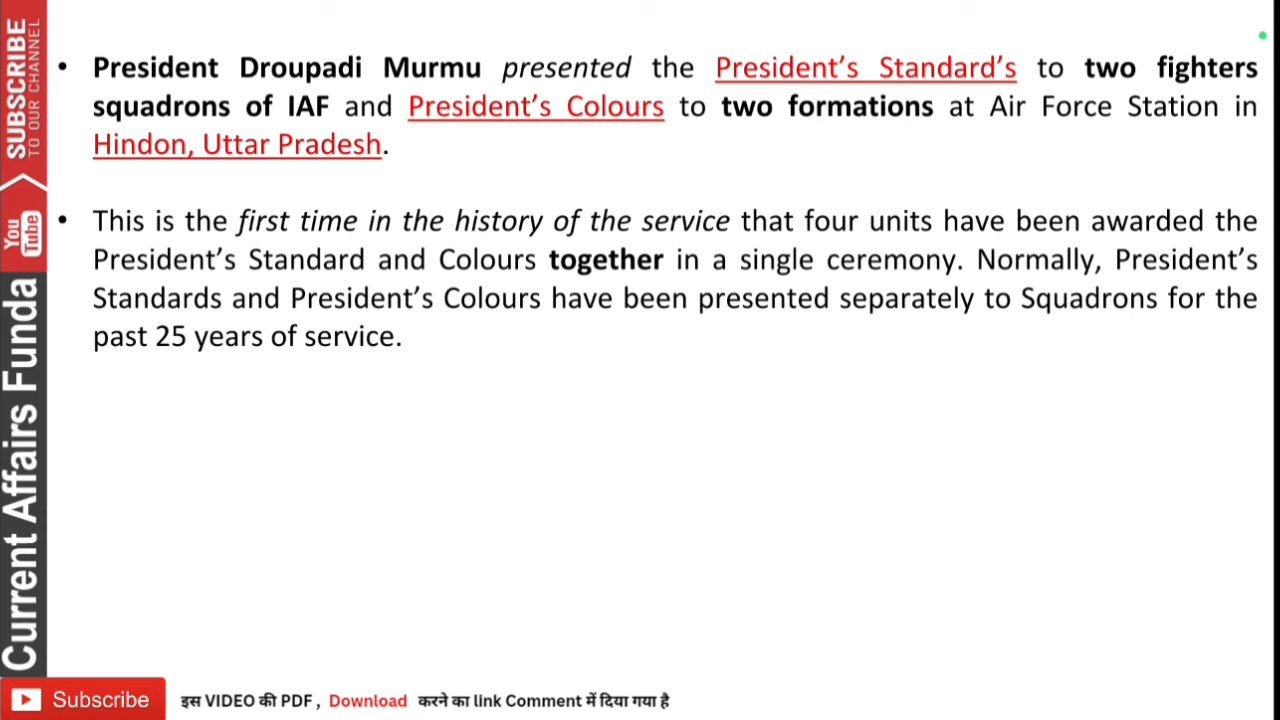 • President Droupadi Murmu presented the President's Standard's to two fighters
squadrons of IAF and President's Colours to two formations at Air Force Station in
Hindon, Uttar Pradesh.
• This is the first time in the history of the service that four units have been awarded the
President's Standard and Colours together in a single ceremony. Normally, President's
Standards and President's Colours have been presented separately to Squadrons for the
past 25 years of service.
SUBSCRIBE
TO OUR CHANNEL
You
Tube
Current Affairs Funda
Subscribe
इस VIDEO की PDF , Download करने का link Comment में दिया गया है